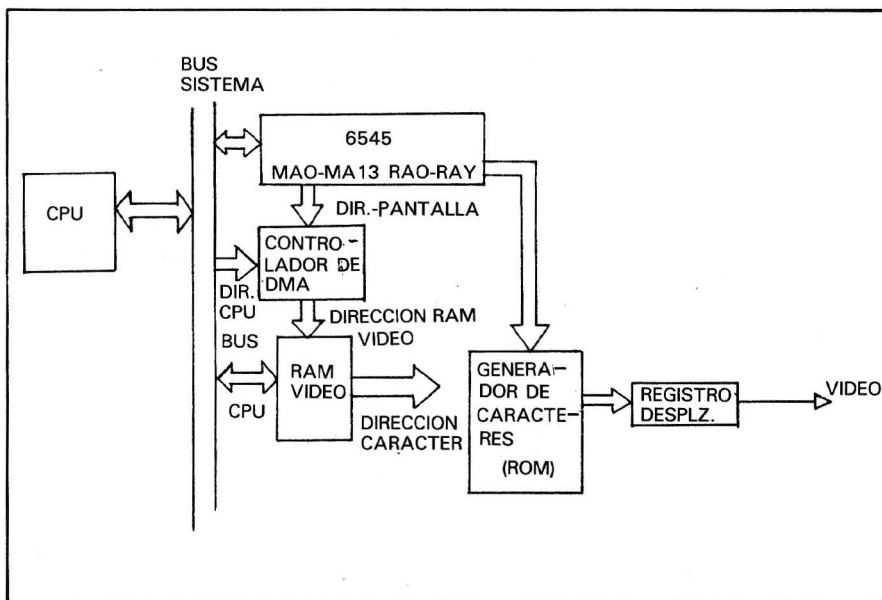 BUS
SISTEMA
6545
MAO-MA13 RAO-RAY
CPU
DIR.-PANTALLA
CONTRO-
LADOR DE
DMA
DIR.
CPU
DIRECCION RAM
VIDEO
BUS
CPU
RAM
VIDEO
DIRECCION
CARACTER
GENERA-
DOR DE
CARACTE-
RES
(ROM)
REGISTRO
DESPLZ.
VIDEO